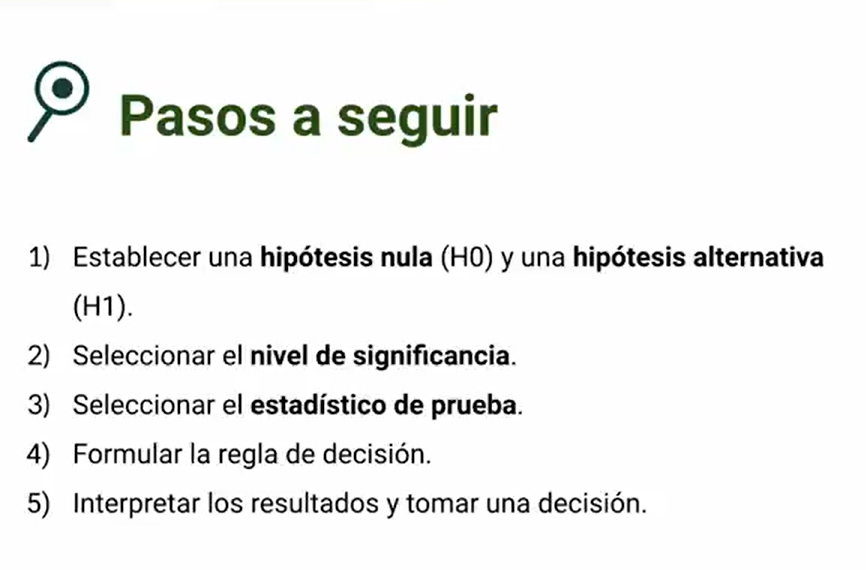 Pasos a seguir
1) Establecer una hipótesis nula (H0) y una hipótesis alternativa
(H1).
2) Seleccionar el nivel de significancia.
3) Seleccionar el estadístico de prueba.
4) Formular la regla de decisión.
5) Interpretar los resultados y tomar una decisión.